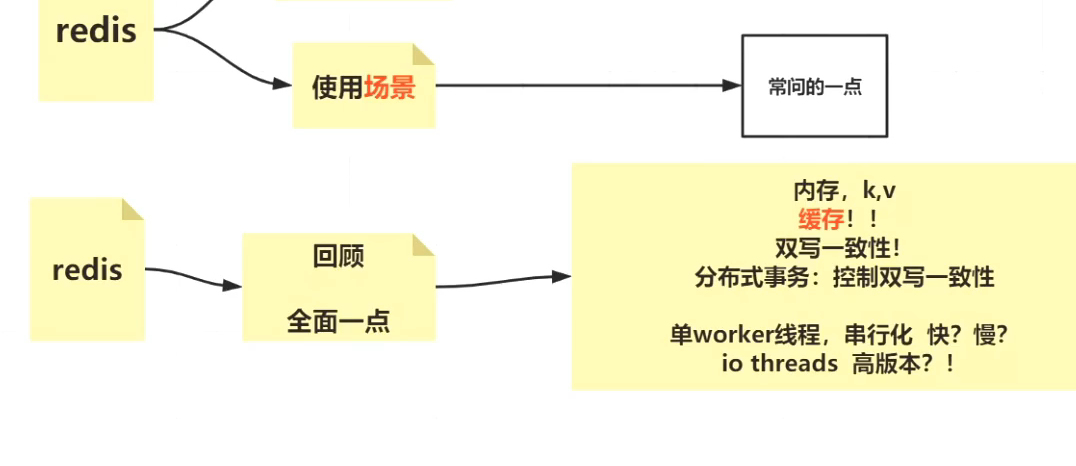 redis
使用场景
常问的一点
redis
回顾
全面一点
内存，k,v
缓存！！
双写一致性！
分布式事务：控制双写一致性
单worker线程，串行化 快？慢？
io threads 高版本？！